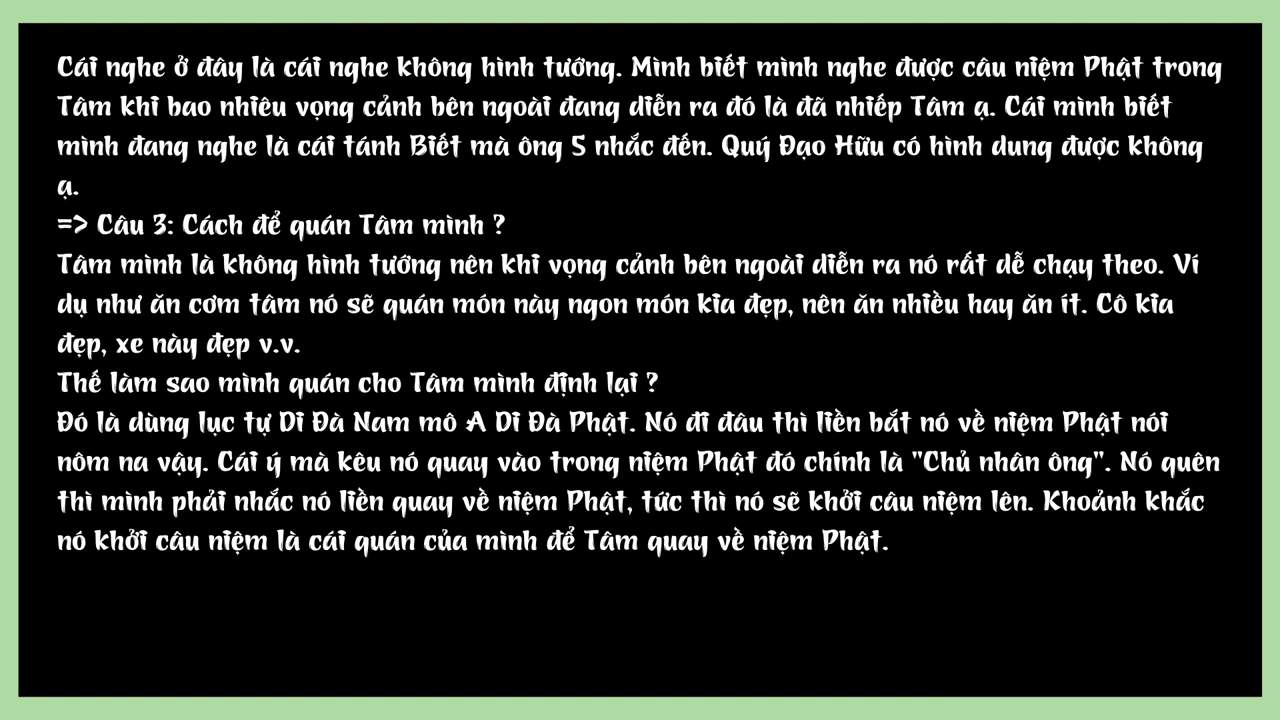 Cái nghe ở đây là cái nghe không hình tướng. Mình biết mình nghe được câu niệm Phật trong
Tâm khi bao nhiêu vọng cảnh bên ngoài đang diễn ra đó là đã nhiếp Tâm ạ. Cái mình biết
mình đang nghe là cái tánh Biết mà ông 5 nhắc đến. Quý Đạo Hữu có hình dung được không
ạ.
=> Câu 3: Cách để quán Tâm mình ?
Tâm mình là không hình tướng nên khi vọng cảnh bên ngoài diễn ra nó rất dễ chạy theo. Ví
dụ như ăn cơm tâm nó sẽ quán món này ngon món kia đẹp, nên ăn nhiều hay ăn ít. Cô kia
đẹp, xe này đẹp v.v.
Thế làm sao mình quán cho Tâm mình định lại ?
Đó là dùng lục tự Di Đà Nam mô A Di Đà Phật. Nó đi đâu thì liền bắt nó về niệm Phật nói
nôm na vậy. Cái ý mà kêu nó quay vào trong niệm Phật đó chính là "Chủ nhân ông". Nó quên
thì mình phải nhắc nó liền quay về niệm Phật, tức thì nó sẽ khởi câu niệm lên. Khoảnh khắc
nó khởi câu niệm là cái quán của mình để Tâm quay về niệm Phật.